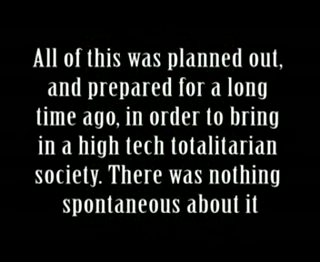 All of this was planned out,
and prepared for a long
time ago, in order to bring
in a high tech totalitarian
society. There was nothing
spontaneous about it